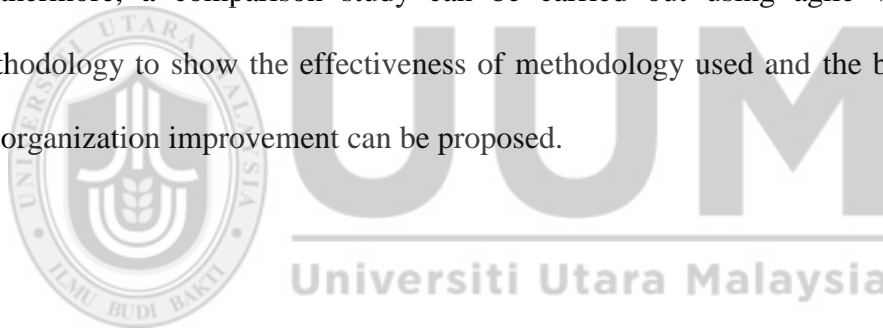 thermore, a comparison study can be carried out using agile
thodology to show the effectiveness of methodology used and the b
organization improvement can be proposed.
UUM
Universiti Utara Malaysia
UNIVERSITI UTARA MALAYSIA
ILMU BUDI BAKTI